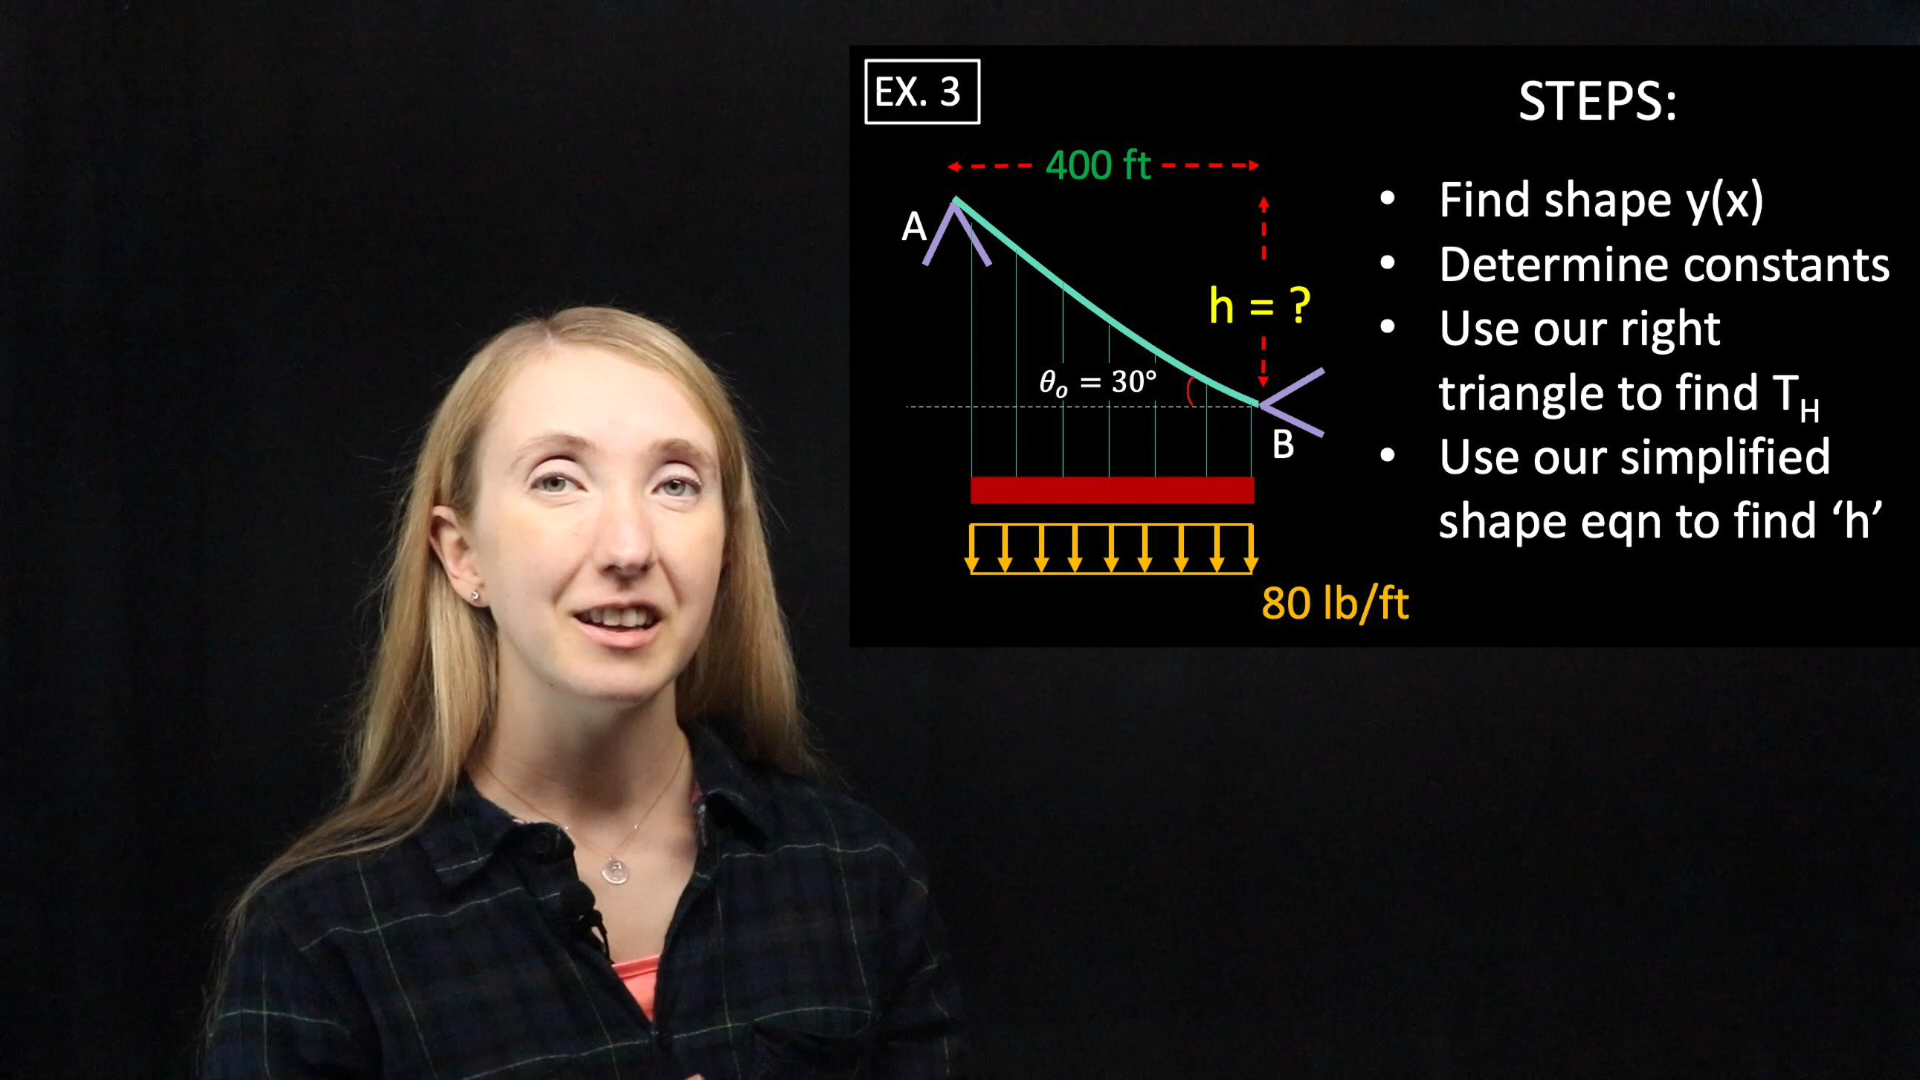 EX. 3
STEPS:
400 ft
A
h = ?
θₒ = 30°
B
80 lb/ft
• Find shape y(x)
• Determine constants
• Use our right
triangle to find T_H
• Use our simplified
shape eqn to find ‘h’